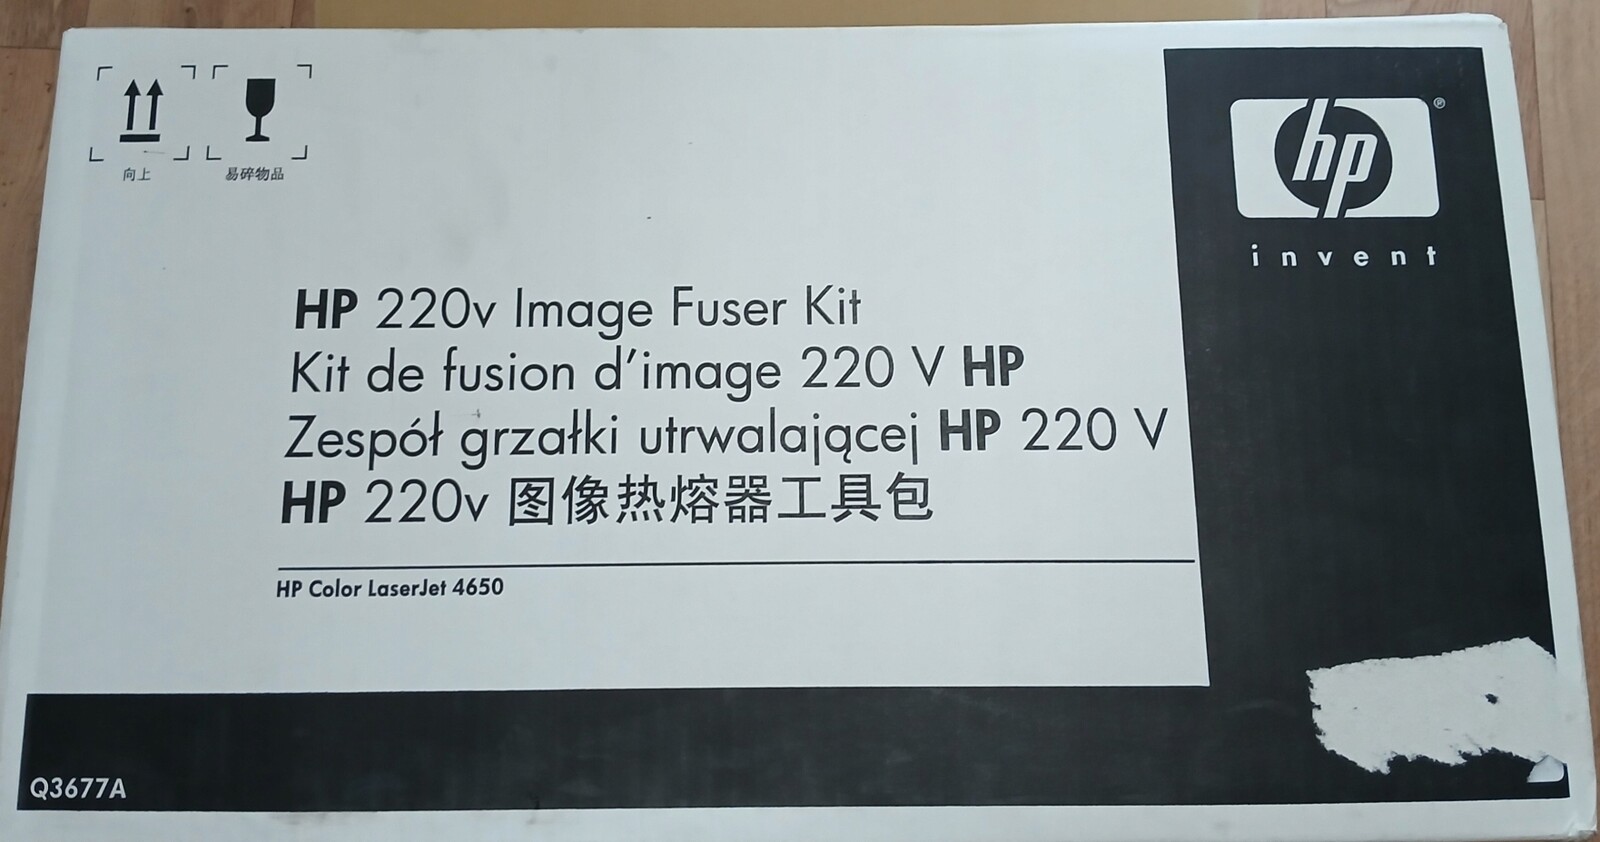 向上
易碎物品
hp®
invent
HP 220v Image Fuser Kit
Kit de fusion d'image 220 V HP
Zespół grzałki utrwalającej HP 220 V
HP 220v 图像热熔器工具包
HP Color LaserJet 4650
Q3677A